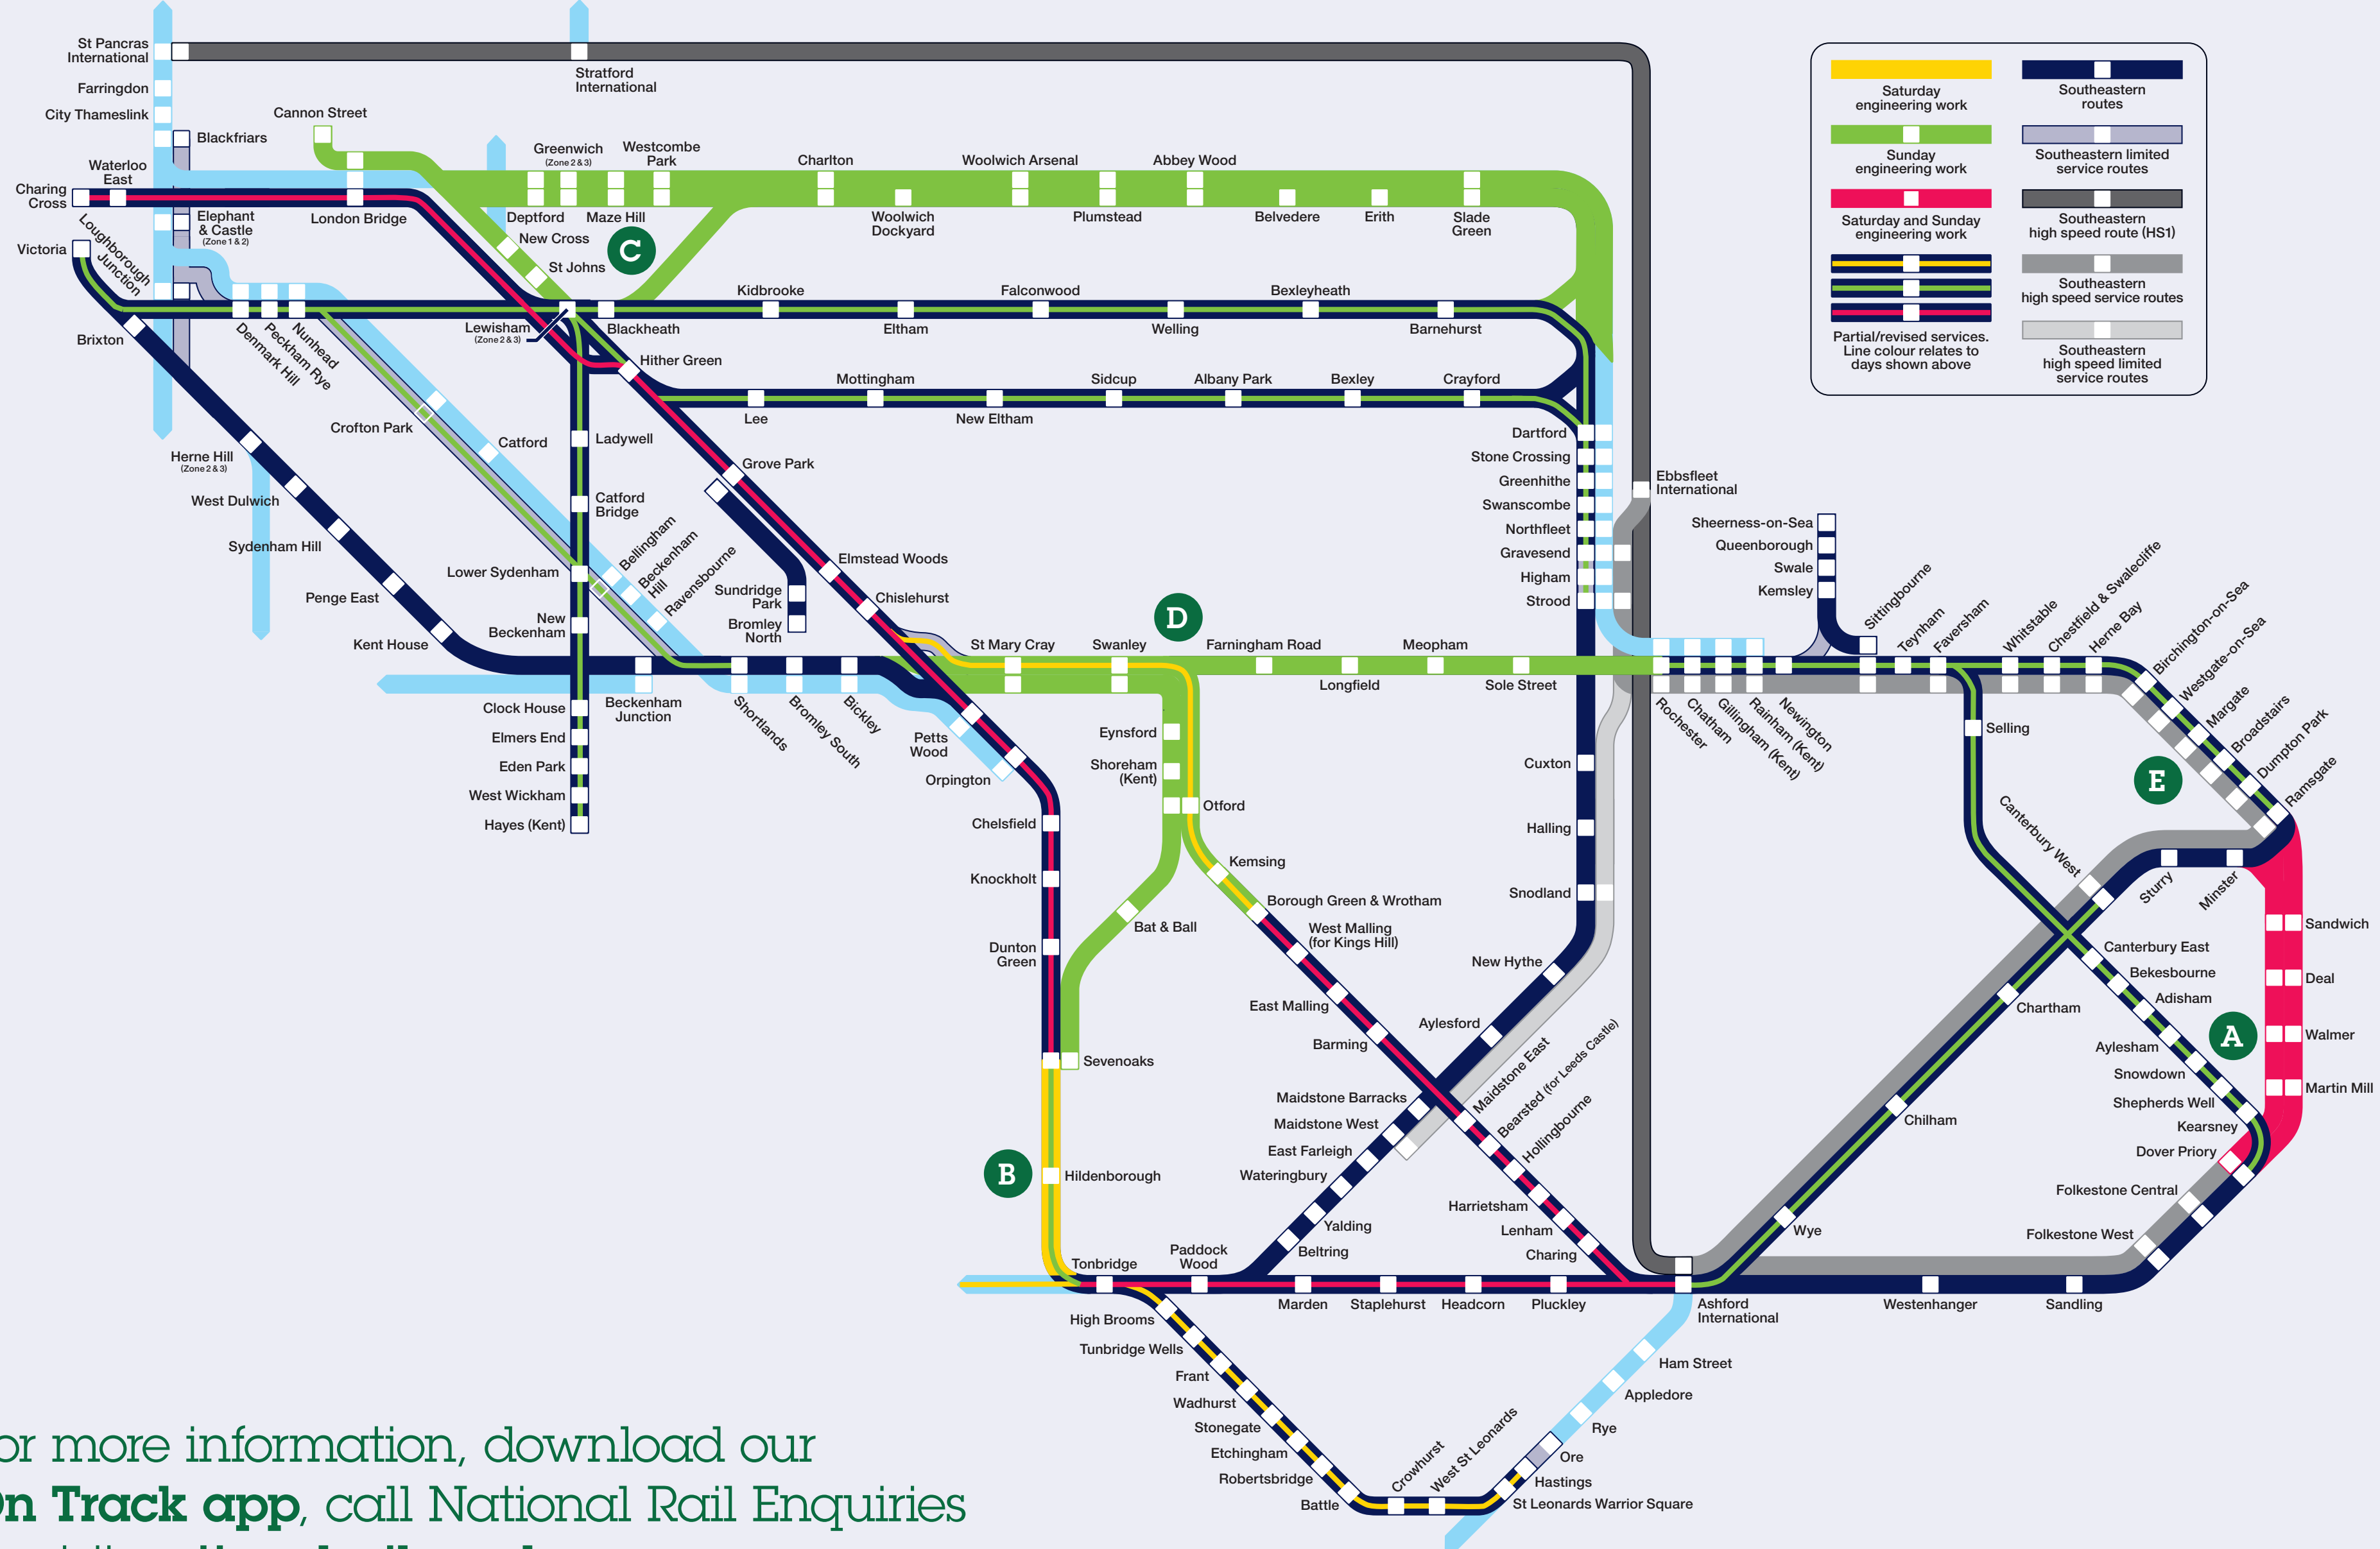 St Pancras
International
Farringdon
City Thameslink
Blackfriars
Waterloo
East
Charing
Cross
Elephant
& Castle
(Zone 1 & 2)
Loughborough
Junction
Victoria
Brixton
Cannon Street
London Bridge
Stratford
International
Greenwich
(Zone 2 & 3)
Westcombe
Park
Deptford
Maze Hill
New Cross
St Johns
C
Charlton
Woolwich
Dockyard
Woolwich Arsenal
Plumstead
Abbey Wood
Belvedere
Erith
Slade
Green
Denmark Hill
Peckham Rye
Nunhead
Lewisham
(Zone 2 & 3)
Blackheath
Kidbrooke
Eltham
Falconwood
Welling
Bexleyheath
Barnehurst
Hither Green
Lee
Mottingham
New Eltham
Sidcup
Albany Park
Bexley
Crayford
Crofton Park
Catford
Ladywell
Catford
Bridge
Lower Sydenham
New
Beckenham
Clock House
Elmers End
Eden Park
West Wickham
Hayes (Kent)
Herne Hill
(Zone 2 & 3)
West Dulwich
Sydenham Hill
Penge East
Kent House
Beckenham
Junction
Bellingham
Beckenham
Hill
Ravensbourne
Shortlands
Bromley South
Bickley
Grove Park
Sundridge
Park
Bromley
North
Elmstead Woods
Chislehurst
Petts
Wood
Orpington
Chelsfield
Knockholt
Dunton
Green
Sevenoaks
B
Hildenborough
Tonbridge
St Mary Cray
Swanley
D
Farningham Road
Longfield
Meopham
Sole Street
Eynsford
Shoreham
(Kent)
Otford
Bat & Ball
Kemsing
Borough Green & Wrotham
West Malling
(for Kings Hill)
East Malling
Barming
Maidstone East
Bearsted (for Leeds Castle)
Hollingbourne
Harrietsham
Lenham
Charing
Dartford
Stone Crossing
Greenhithe
Swanscombe
Northfleet
Gravesend
Higham
Strood
Ebbsfleet
International
Cuxton
Halling
Snodland
New Hythe
Aylesford
Maidstone Barracks
Maidstone West
East Farleigh
Wateringbury
Yalding
Beltring
Paddock
Wood
Marden
Staplehurst
Headcorn
Pluckley
Ashford
International
Westenhanger
Sandling
High Brooms
Tunbridge Wells
Frant
Wadhurst
Stonegate
Etchingham
Robertsbridge
Battle
Crowhurst
West St Leonards
St Leonards Warrior Square
Hastings
Ore
Rye
Appledore
Ham Street
Sheerness-on-Sea
Queenborough
Swale
Kemsley
Rochester
Chatham
Gillingham (Kent)
Rainham (Kent)
Newington
Sittingbourne
Teynham
Faversham
Whitstable
Chestfield & Swalecliffe
Herne Bay
Birchington-on-Sea
Westgate-on-Sea
Margate
Broadstairs
Dumpton Park
Ramsgate
E
Selling
Canterbury West
Sturry
Minster
Canterbury East
Bekesbourne
Adisham
Aylesham
Snowdown
Shepherds Well
Kearsney
Dover Priory
Folkestone Central
Folkestone West
Chartham
Chilham
Wye
Sandwich
Deal
Walmer
Martin Mill
A
Saturday
engineering work
Sunday
engineering work
Saturday and Sunday
engineering work
Partial/revised services.
Line colour relates to
days shown above
Southeastern
routes
Southeastern limited
service routes
Southeastern
high speed route (HS1)
Southeastern
high speed service routes
Southeastern
high speed limited
service routes
or more information, download our
On Track app, call National Rail Enquiries